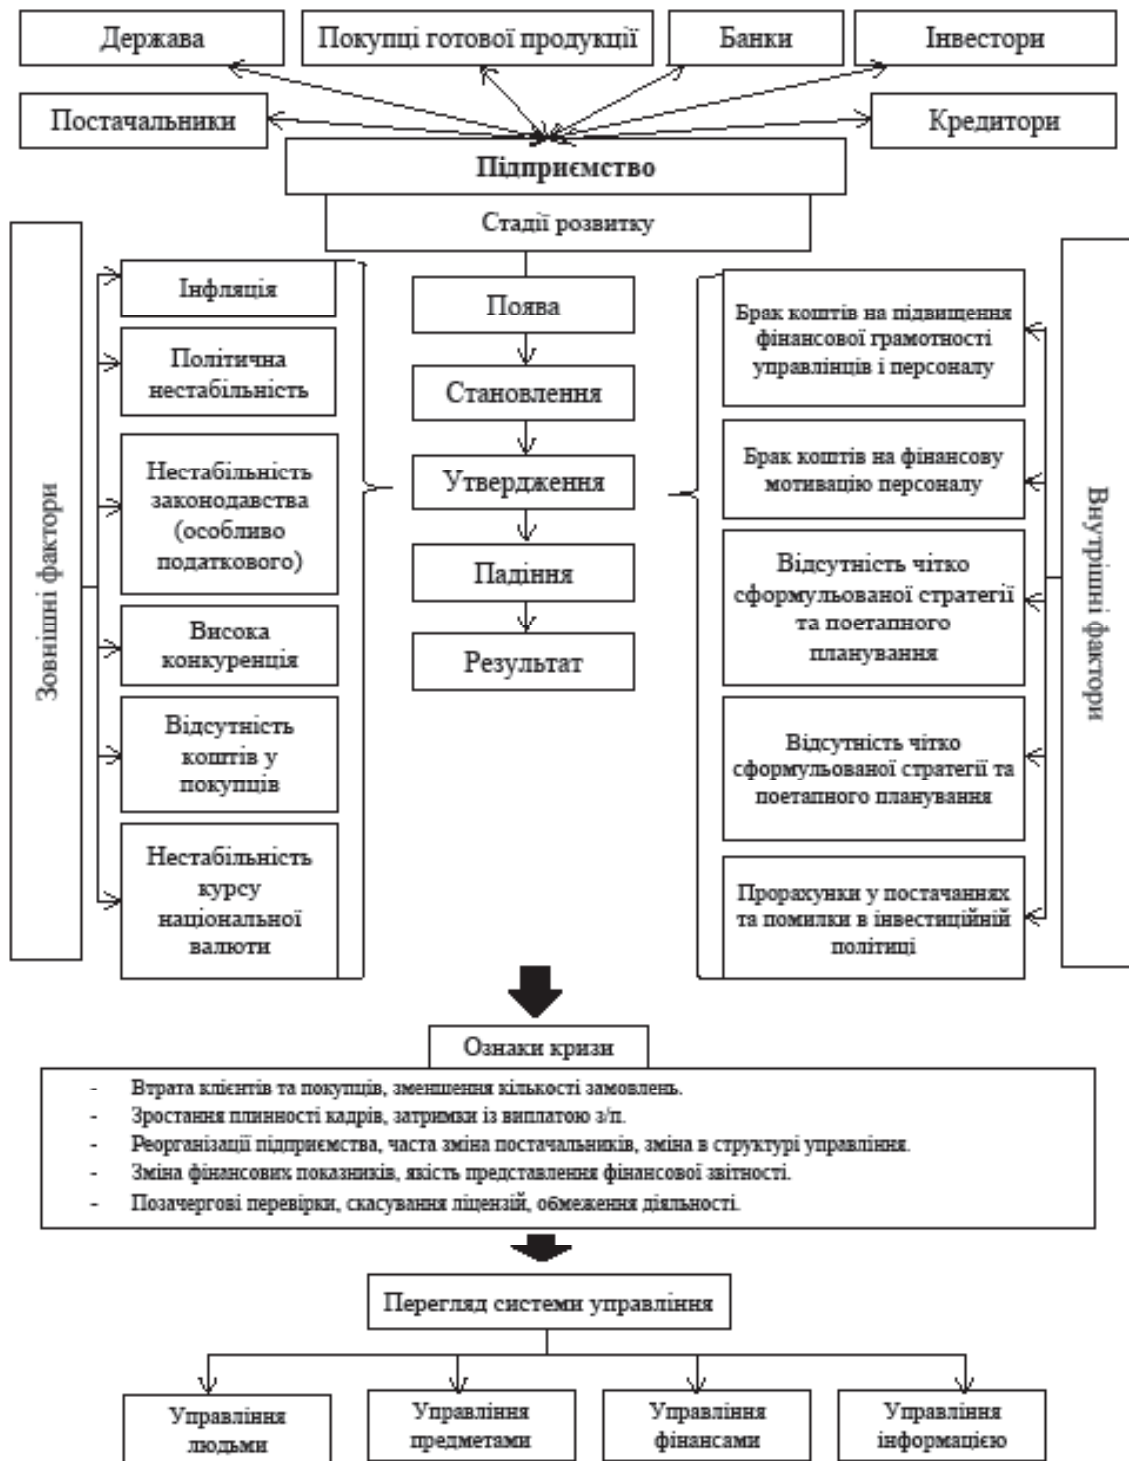 Держава
Покупці готової продукції
Банки
Інвестори
Постачальники
Кредитори
Підприємство
Стадії розвитку
Зовнішні фактори
Інфляція
Політична
нестабільність
Нестабільність
законодавства
(особливо
податкового)
Висока
конкуренція
Відсутність
коштів у
покупців
Нестабільність
курсу
національної
валюти
Поява
Становлення
Утвердження
Падіння
Результат
Брак коштів на підвищення
фінансової грамотності
управлінців і персоналу
Брак коштів на фінансову
мотивацію персоналу
Відсутність чітко
сформульованої стратегії
та поетапного
планування
Відсутність чітко
сформульованої стратегії та
поетапного планування
Прорахунки у постачаннях
та помилки в інвестиційній
політиці
Внутрішні фактори
Ознаки кризи
- Втрата клієнтів та покупців, зменшення кількості замовлень.
- Зростання плинності кадрів, затримки із виплатою з/п.
- Реорганізації підприємства, часта зміна постачальників, зміна в структурі управління.
- Зміна фінансових показників, якість представлення фінансової звітності.
- Позачергові перевірки, скасування ліцензій, обмеження діяльності.
Перегляд системи управління
Управління
людьми
Управління
предметами
Управління
фінансами
Управління
інформацією